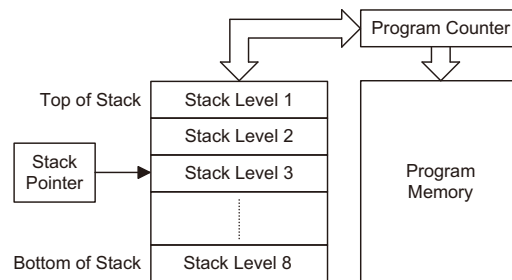 Program Counter
Top of Stack
Stack Level 1
Stack Level 2
Stack
Pointer
Stack Level 3
Program
Memory
Bottom of Stack
Stack Level 8